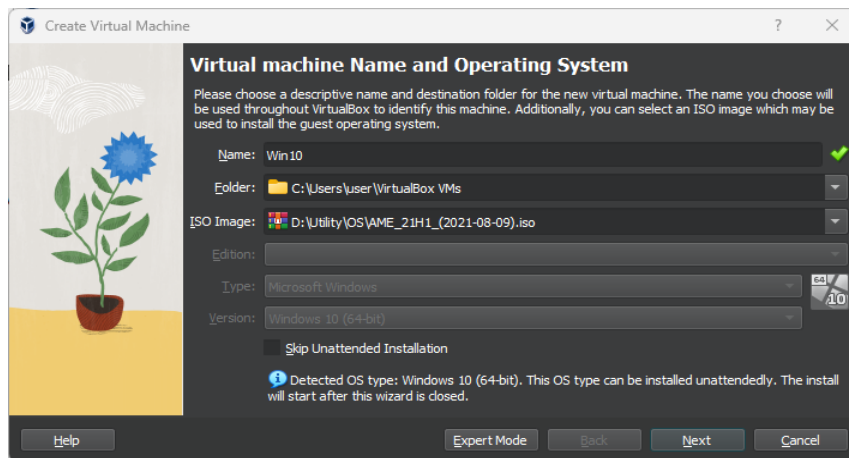 Create Virtual Machine
?
Virtual machine Name and Operating System
Please choose a descriptive name and destination folder for the new virtual machine. The name you choose will
be used throughout VirtualBox to identify this machine. Additionally, you can select an ISO image which may be
used to install the guest operating system.
Name: Win10
Folder: C:\Users\user\VirtualBox VMs
ISO Image: D:\Utility\OS\AME_21H1_(2021-08-09).iso
Edition:
Type: Microsoft Windows
64
10
Version: Windows 10 (64-bit)
Skip Unattended Installation
Detected OS type: Windows 10 (64-bit). This OS type can be installed unattendedly. The install
will start after this wizard is closed.
Help Expert Mode Back Next Cancel